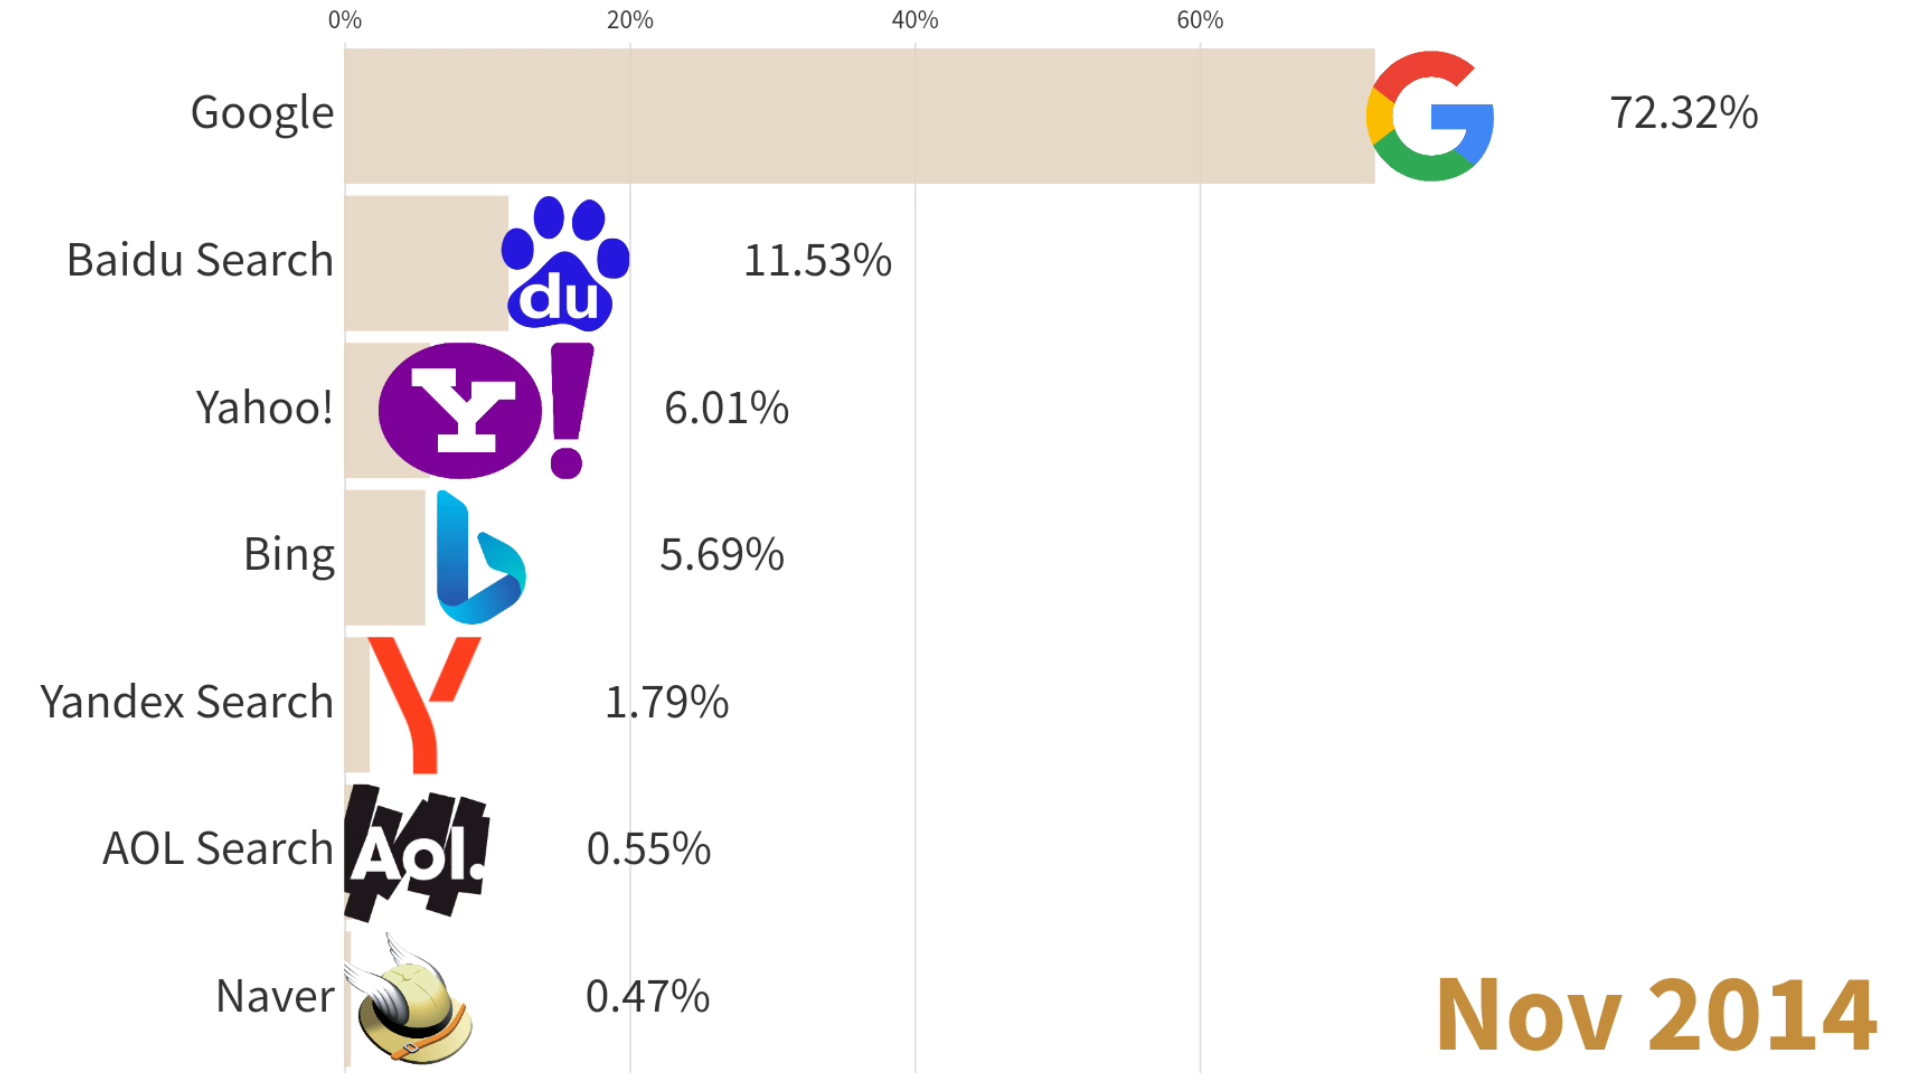 0% 20% 40% 60%
Google 72.32%
Baidu Search du 11.53%
Yahoo! Y! 6.01%
Bing 5.69%
Yandex Search 1.79%
AOL Search Aol. 0.55%
Naver 0.47%
Nov 2014